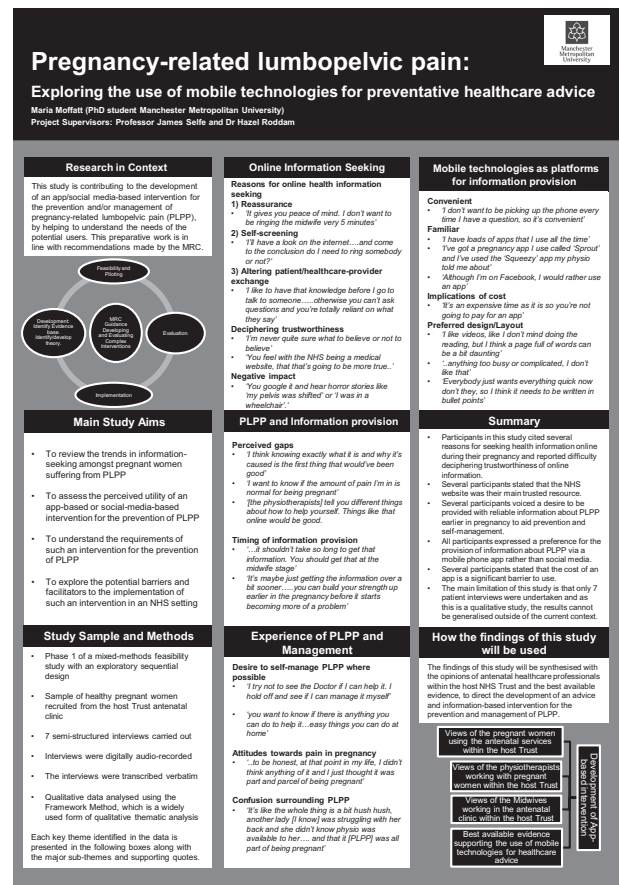 Manchester
Metropolitan
University
Pregnancy-related lumbopelvic pain:
Exploring the use of mobile technologies for preventative healthcare advice
Maria Moffatt (PhD student Manchester Metropolitan University)
Project Supervisors: Professor James Selfe and Dr Hazel Roddam
Research in Context
This study is contributing to the development
of an app/social media-based intervention for
the prevention and/or management of
pregnancy-related lumbopelvic pain (PLPP),
by helping to understand the needs of the
potential users. This preparative work is in
line with recommendations made by the MRC.
Feasibility and
Piloting
Development:
Identify Evidence
base.
Identify/develop
theory.
MRC
Guidance
Developing
and Evaluating
Complex
Interventions
Evaluation
Implementation
Main Study Aims
• To review the trends in information-
seeking amongst pregnant women
suffering from PLPP
• To assess the perceived utility of an
app-based or social-media-based
intervention for the prevention of PLPP
• To understand the requirements of
such an intervention for the prevention
of PLPP
• To explore the potential barriers and
facilitators to the implementation of
such an intervention in an NHS setting
Study Sample and Methods
• Phase 1 of a mixed-methods feasibility
study with an exploratory sequential
design
• Sample of healthy pregnant women
recruited from the host Trust antenatal
clinic
• 7 semi-structured interviews carried out
• Interviews were digitally audio-recorded
• The interviews were transcribed verbatim
• Qualitative data analysed using the
Framework Method, which is a widely
used form of qualitative thematic analysis
Each key theme identified in the data is
presented in the following boxes along with
the major sub-themes and supporting quotes.
Online Information Seeking
Reasons for online health information
seeking
1) Reassurance
• 'It gives you peace of mind. I don't want to
be ringing the midwife very 5 minutes'
2) Self-screening
• 'I'll have a look on the internet….and come
to the conclusion do I need to ring somebody
or not?'
3) Altering patient/healthcare-provider
exchange
• 'I like to have that knowledge before I go to
talk to someone…..otherwise you can't ask
questions and you're totally reliant on what
they say'
Deciphering trustworthiness
• 'I'm never quite sure what to believe or not to
believe'
• 'You feel with the NHS being a medical
website, that that's going to be more true..'
Negative impact
• 'You google it and hear horror stories like
'my pelvis was shifted' or 'I was in a
wheelchair'.'
PLPP and Information provision
Perceived gaps
• 'I think knowing exactly what it is and why it's
caused is the first thing that would've been
good'
• 'I want to know if the amount of pain I'm in is
normal for being pregnant'
• '[the physiotherapists] tell you different things
about how to help yourself. Things like that
online would be good.
Timing of information provision
• '…it shouldn't take so long to get that
information. You should get that at the
midwife stage'
• 'It's maybe just getting the information over a
bit sooner…..you can build your strength up
earlier in the pregnancy before it starts
becoming more of a problem'
Experience of PLPP and
Management
Desire to self-manage PLPP where
possible
• 'I try not to see the Doctor if I can help it. I
hold off and see if I can manage it myself'
• 'you want to know if there is anything you
can do to help it…easy things you can do at
home'
Attitudes towards pain in pregnancy
• '..to be honest, at that point in my life, I didn't
think anything of it and I just thought it was
part and parcel of being pregnant'
Confusion surrounding PLPP
• 'It's like the whole thing is a bit hush hush,
another lady [I know] was struggling with her
back and she didn't know physio was
available to her…. and that it [PLPP] was all
part of being pregnant'
Mobile technologies as platforms
for information provision
Convenient
• 'I don't want to be picking up the phone every
time I have a question, so it's convenient'
Familiar
• 'I have loads of apps that I use all the time'
• 'I've got a pregnancy app I use called 'Sprout'
and I've used the 'Squeezy' app my physio
told me about'
• 'Although I'm on Facebook, I would rather use
an app'
Implications of cost
• 'It's an expensive time as it is so you're not
going to pay for an app'
Preferred design/Layout
• 'I like videos, like I don't mind doing the
reading, but I think a page full of words can
be a bit daunting'
• '..anything too busy or complicated, I don't
like that'
• 'Everybody just wants everything quick now
don't they, so I think it needs to be written in
bullet points'
Summary
• Participants in this study cited several
reasons for seeking health information online
during their pregnancy and reported difficulty
deciphering trustworthiness of online
information.
• Several participants stated that the NHS
website was their main trusted resource.
• Several participants voiced a desire to be
provided with reliable information about PLPP
earlier in pregnancy to aid prevention and
self-management.
• All participants expressed a preference for the
provision of information about PLPP via a
mobile phone app rather than social media.
• Several participants stated that the cost of an
app is a significant barrier to use.
• The main limitation of this study is that only 7
patient interviews were undertaken and as
this is a qualitative study, the results cannot
be generalised outside of the current context.
How the findings of this study
will be used
The findings of this study will be synthesised with
the opinions of antenatal healthcare professionals
within the host NHS Trust and the best available
evidence, to direct the development of an advice
and information-based intervention for the
prevention and management of PLPP.
Views of the pregnant women
using the antenatal services
within the host Trust
Views of the physiotherapists
working with pregnant
women within the host Trust
Views of the Midwives
working in the antenatal
clinic within the host Trust
Best available evidence
supporting the use of mobile
technologies for healthcare
advice
Development of App-
based intervention